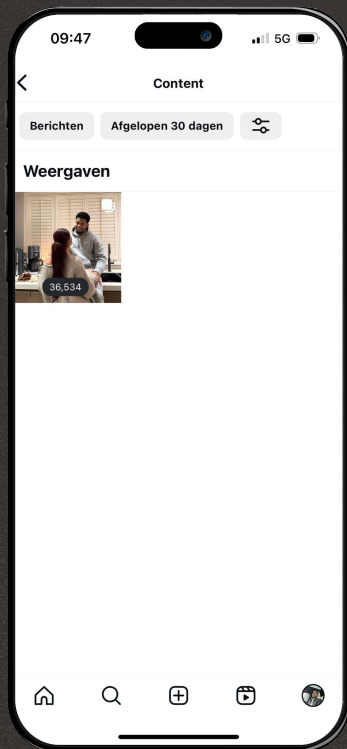 09:47
5G
Content
Berichten
Afgelopen 30 dagen
Weergaven
36,534